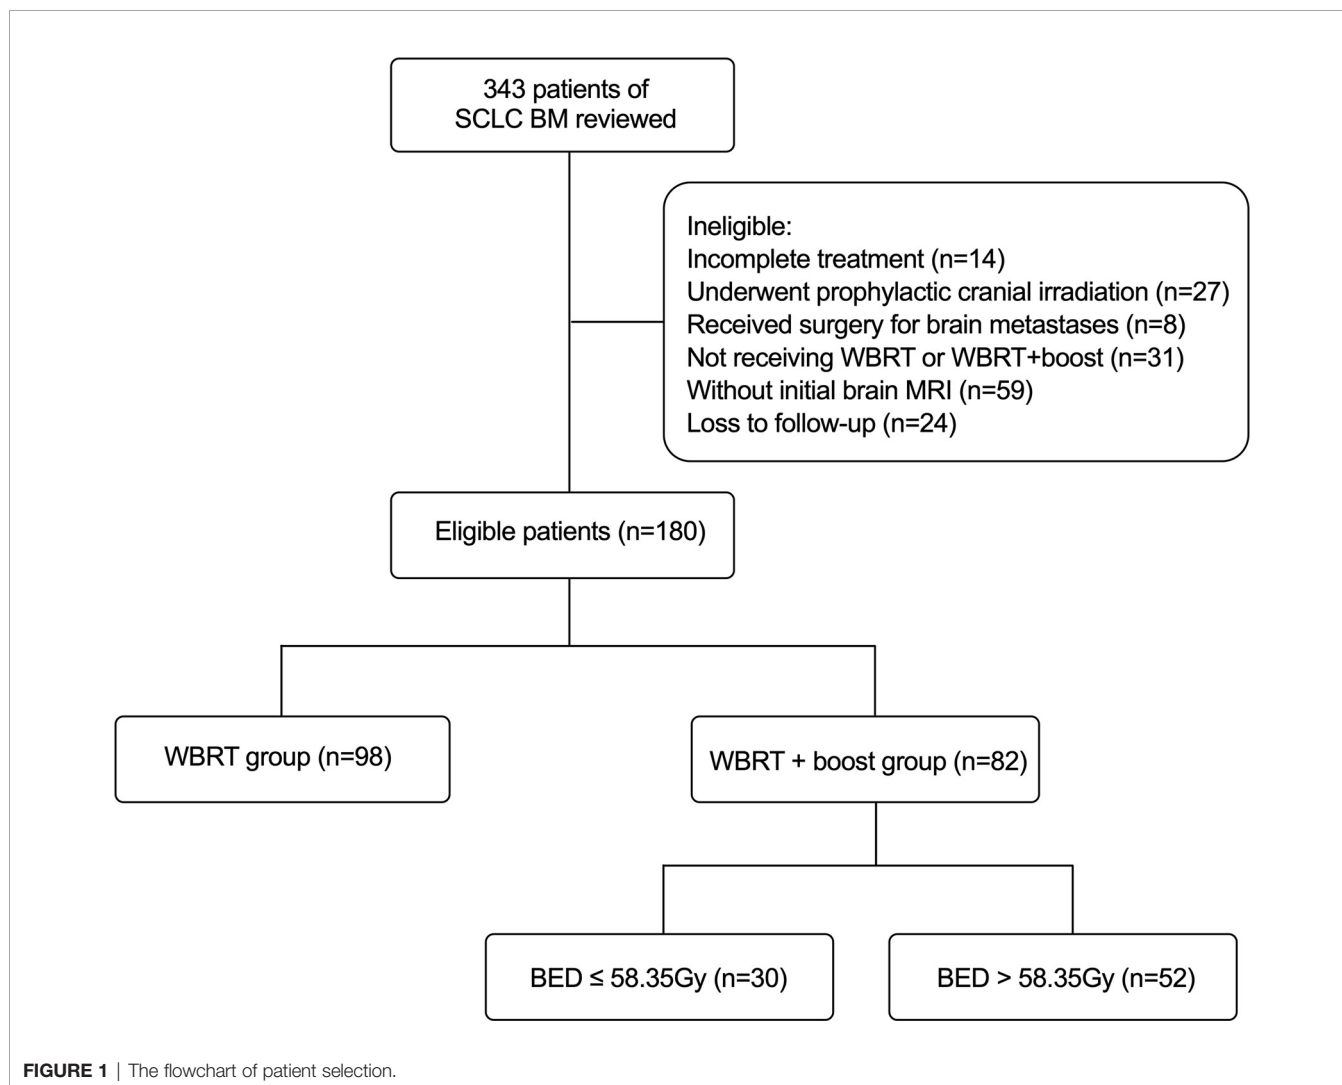 343 patients of
SCLC BM reviewed
Ineligible:
Incomplete treatment (n=14)
Underwent prophylactic cranial irradiation (n=27)
Received surgery for brain metastases (n=8)
Not receiving WBRT or WBRT+boost (n=31)
Without initial brain MRI (n=59)
Loss to follow-up (n=24)
Eligible patients (n=180)
WBRT group (n=98)
WBRT + boost group (n=82)
BED ≤ 58.35Gy (n=30)
BED > 58.35Gy (n=52)
FIGURE 1 | The flowchart of patient selection.